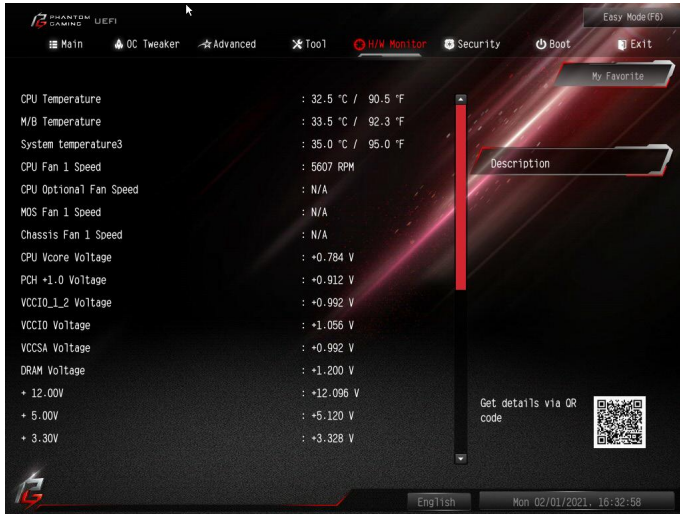 PHANTOM GAMING UEFI
Easy Mode(F6)
Main OC Tweaker Advanced Tool H/W Monitor Security Boot Exit
My Favorite
CPU Temperature : 32.5 °C / 90.5 °F
M/B Temperature : 33.5 °C / 92.3 °F
System temperature3 : 35.0 °C / 95.0 °F
Description
CPU Fan 1 Speed : 5607 RPM
CPU Optional Fan Speed : N/A
MOS Fan 1 Speed : N/A
Chassis Fan 1 Speed : N/A
CPU Vcore Voltage : +0.784 V
PCH +1.0 Voltage : +0.912 V
VCCIO_1_2 Voltage : +0.992 V
VCCIO Voltage : +1.056 V
VCCSA Voltage : +0.992 V
DRAM Voltage : +1.200 V
+ 12.00V : +12.096 V
+ 5.00V : +5.120 V
+ 3.30V : +3.328 V
Get details via QR
code
English
Mon 02/01/2021. 16:32:58